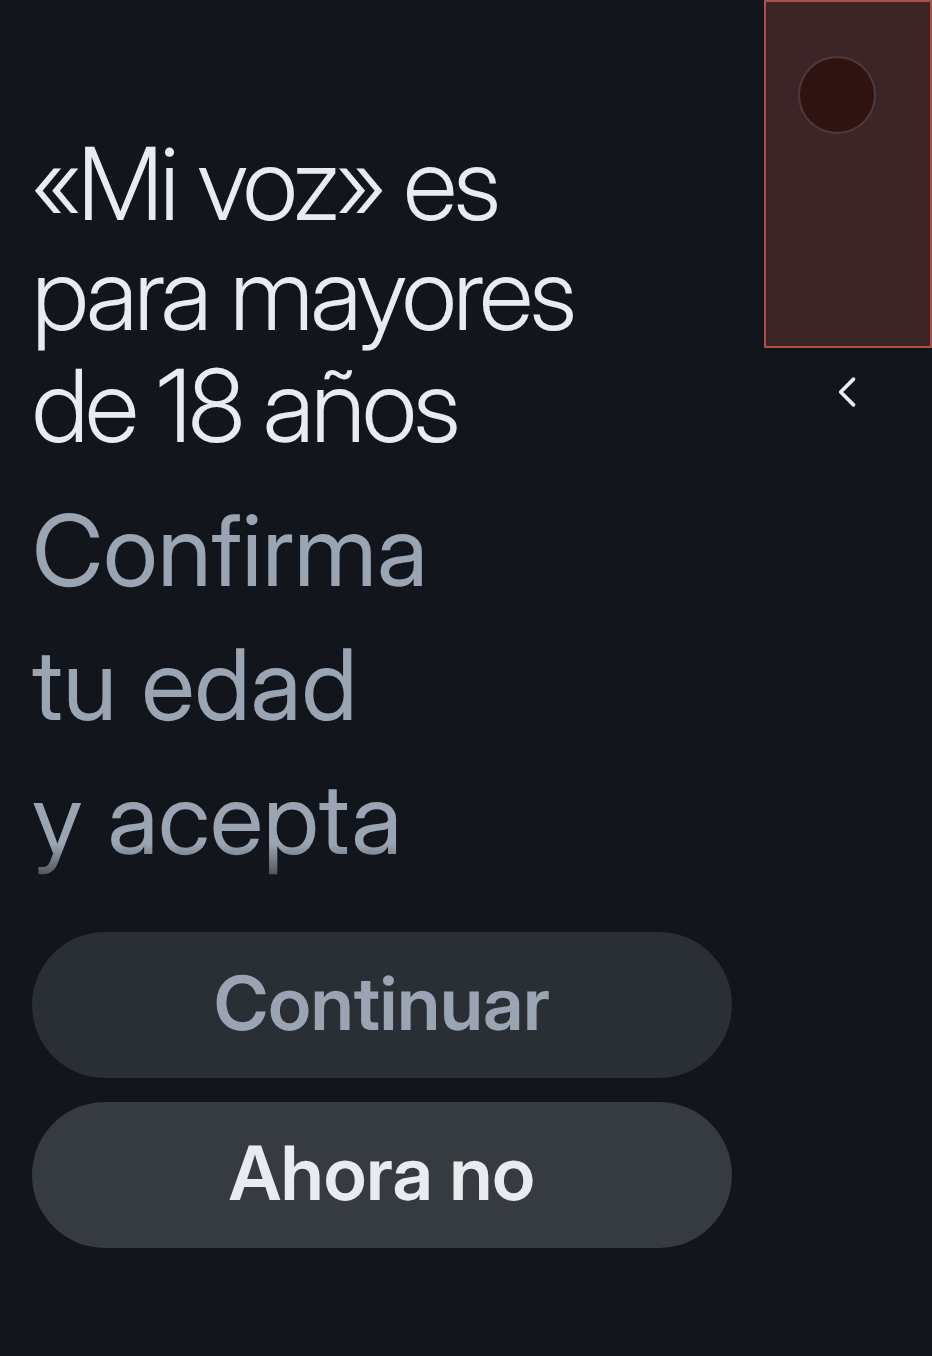 «Mi voz» es
para mayores
de 18 años
Confirma
tu edad
y acepta
Continuar
Ahora no